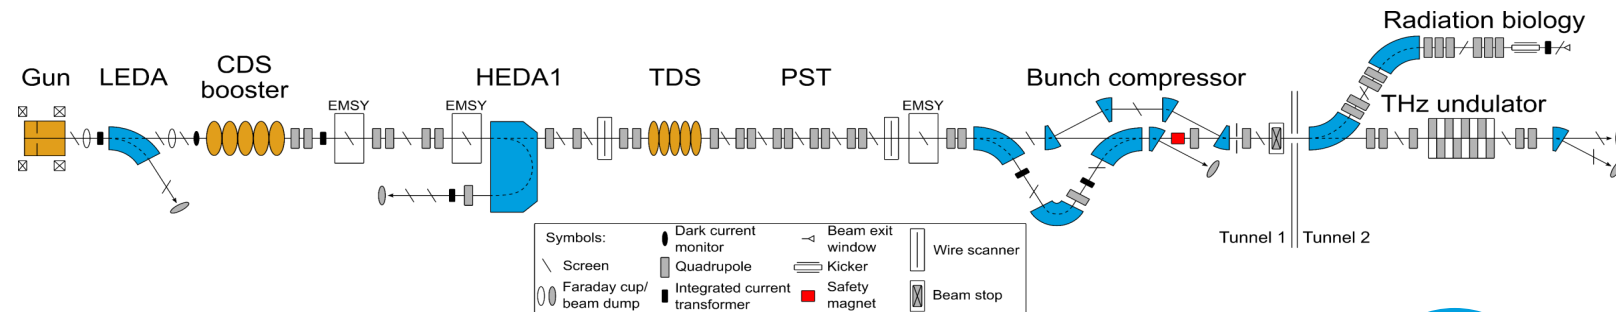 Radiation biology
Gun
LEDA
CDS
booster
HEDA1
TDS
PST
Bunch compressor
THz undulator
EMSY
EMSY
EMSY
Tunnel 1
Tunnel 2
Symbols:
Screen
Faraday cup/
beam dump
Dark current
monitor
Quadrupole
Integrated current
transformer
Beam exit
window
Kicker
Safety
magnet
Wire scanner
Beam stop